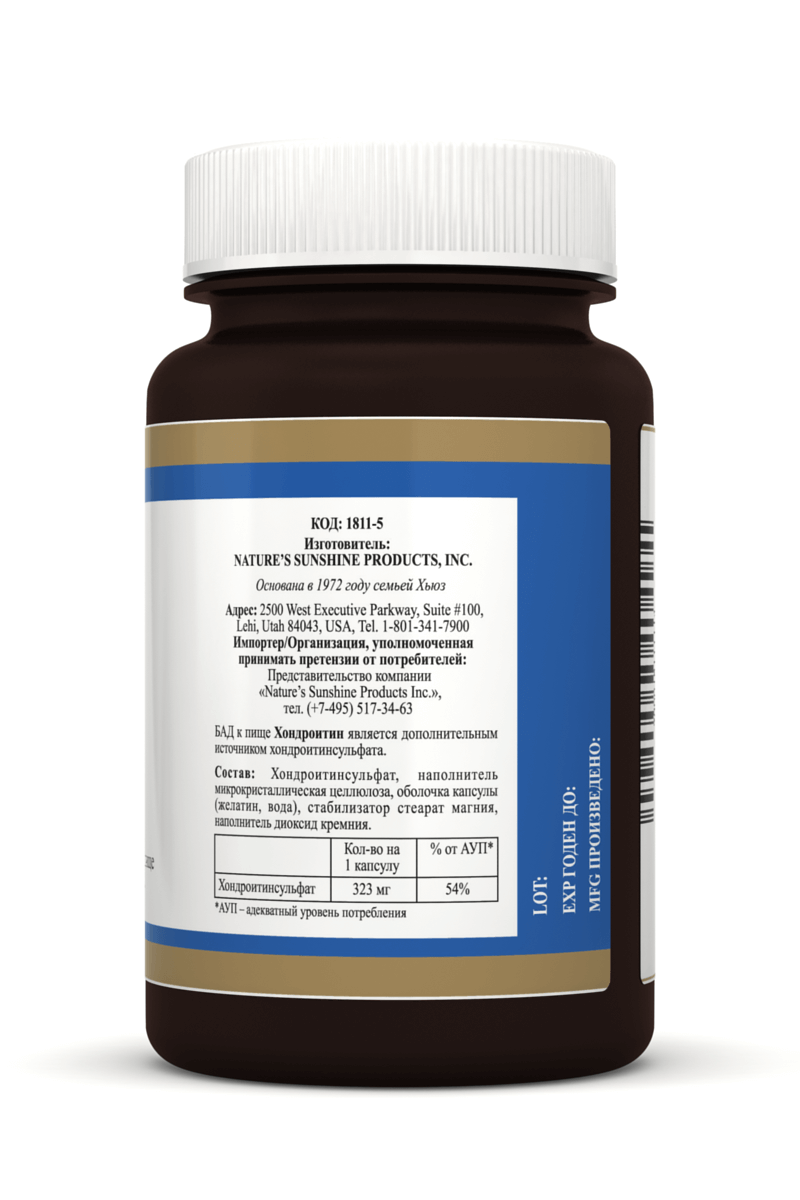 КОД: 1811-5
Изготовитель:
NATURE'S SUNSHINE PRODUCTS, INC.
Основана в 1972 году семьей Хьюз
Адрес: 2500 West Executive Parkway, Suite #100,
Lehi, Utah 84043, USA, Tel. 1-801-341-7900
Импортер/Организация, уполномоченная
принимать претензии от потребителей:
Представительство компании
«Nature's Sunshine Products Inc.»,
тел. (+7-495) 517-34-63
БАД к пище Хондроитин является дополнительным
источником хондроитинсульфата.
Состав: Хондроитинсульфат, наполнитель
микрокристаллическая целлюлоза, оболочка капсулы
(желатин, вода), стабилизатор стеарат магния,
наполнитель диоксид кремния.
Кол-во на
1 капсулу
% от АУП*
Хондроитинсульфат 323 мг 54%
*АУП – адекватный уровень потребления
LOT:
EXP ГОДЕН ДО:
MFG ПРОИЗВЕДЕНО: